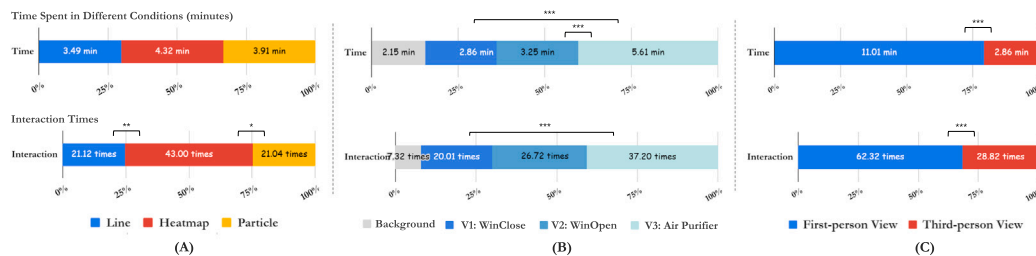 Time Spent in Different Conditions (minutes)
Time
3.49 min
4.32 min
3.91 min
0%
25%
50%
75%
100%
Interaction Times
**
*
Interaction
21.12 times
43.00 times
21.04 times
0%
25%
50%
75%
100%
Line
Heatmap
Particle
(A)
***
***
Time
2.15 min
2.86 min
3.25 min
5.61 min
0%
25%
50%
75%
100%
***
Interaction
7.32 times
20.01 times
26.72 times
37.20 times
0%
25%
50%
75%
100%
Background
V1: WinClose
V2: WinOpen
V3: Air Purifier
(B)
***
Time
11.01 min
2.86 min
0%
25%
50%
75%
100%
***
Interaction
62.32 times
28.82 times
0%
25%
50%
75%
100%
First-person View
Third-person View
(C)